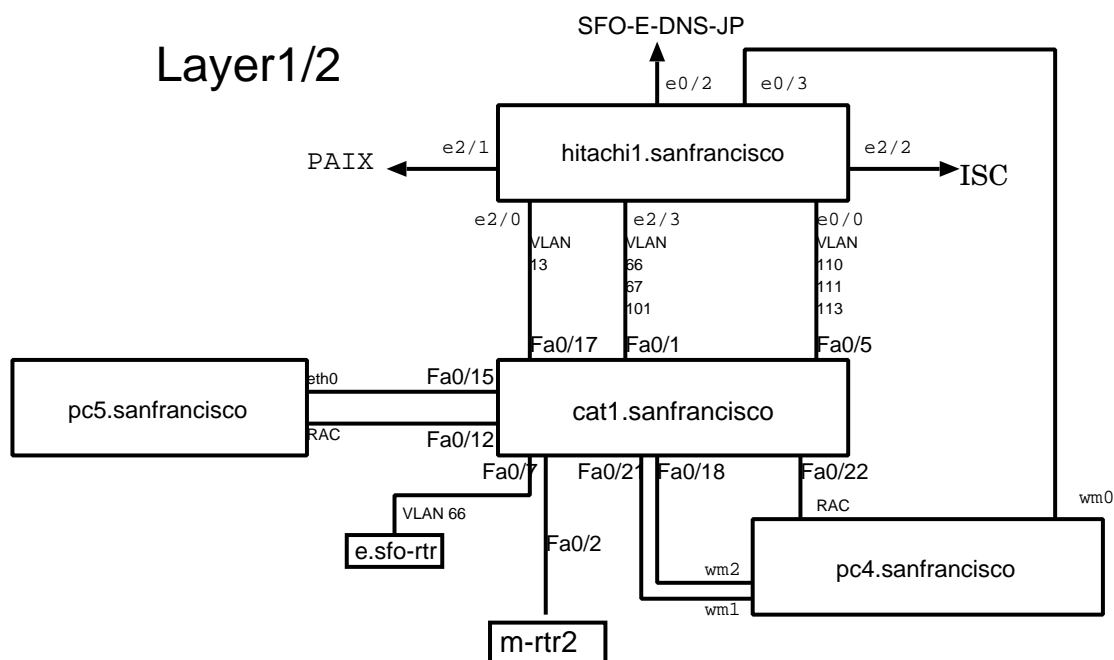 SFO-E-DNS-JP
Layer1/2
e0/2
e0/3
e2/1
hitachi1.sanfrancisco
e2/2
PAIX
ISC
e2/0
e2/3
e0/0
VLAN
13
VLAN
66
67
101
VLAN
110
111
113
Fa0/17
Fa0/1
Fa0/5
eth0
Fa0/15
pc5.sanfrancisco
cat1.sanfrancisco
RAC
Fa0/12
Fa0/7
Fa0/21
Fa0/18
Fa0/22
VLAN 66
RAC
wm0
e.sfo-rtr
Fa0/2
wm2
pc4.sanfrancisco
wm1
m-rtr2